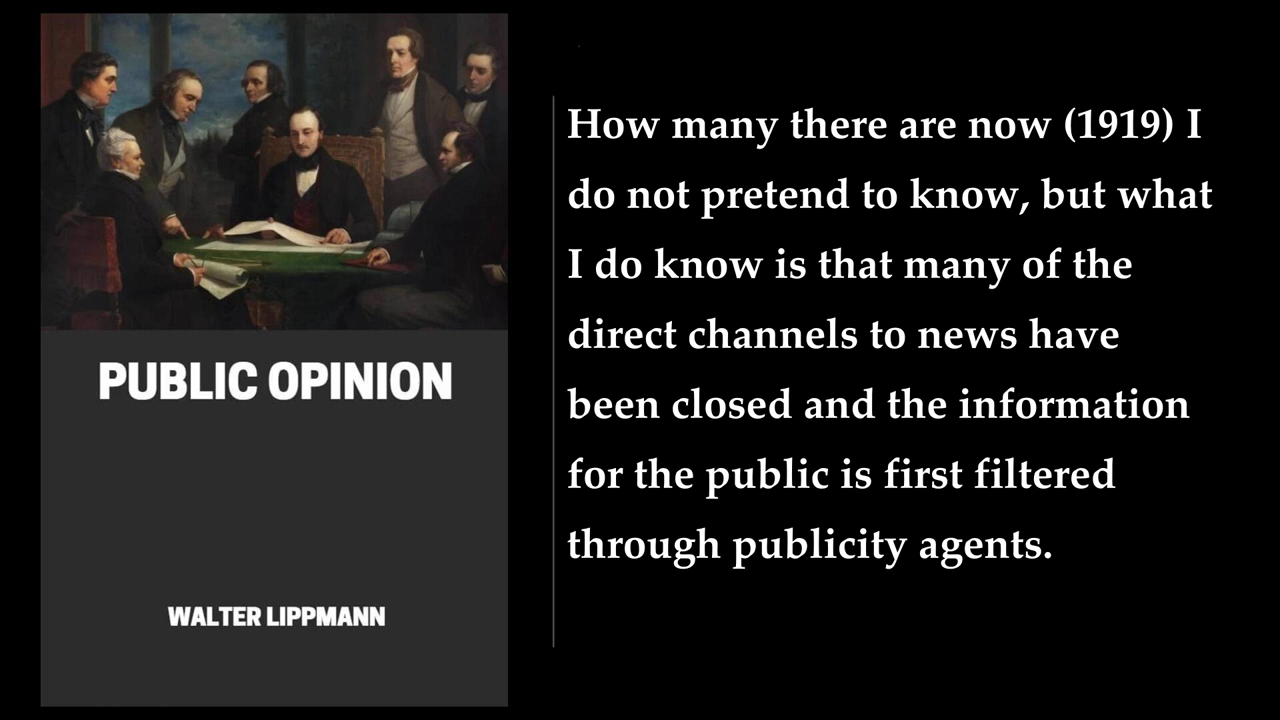 PUBLIC OPINION
WALTER LIPPMANN
How many there are now (1919) I
do not pretend to know, but what
I do know is that many of the
direct channels to news have
been closed and the information
for the public is first filtered
through publicity agents.